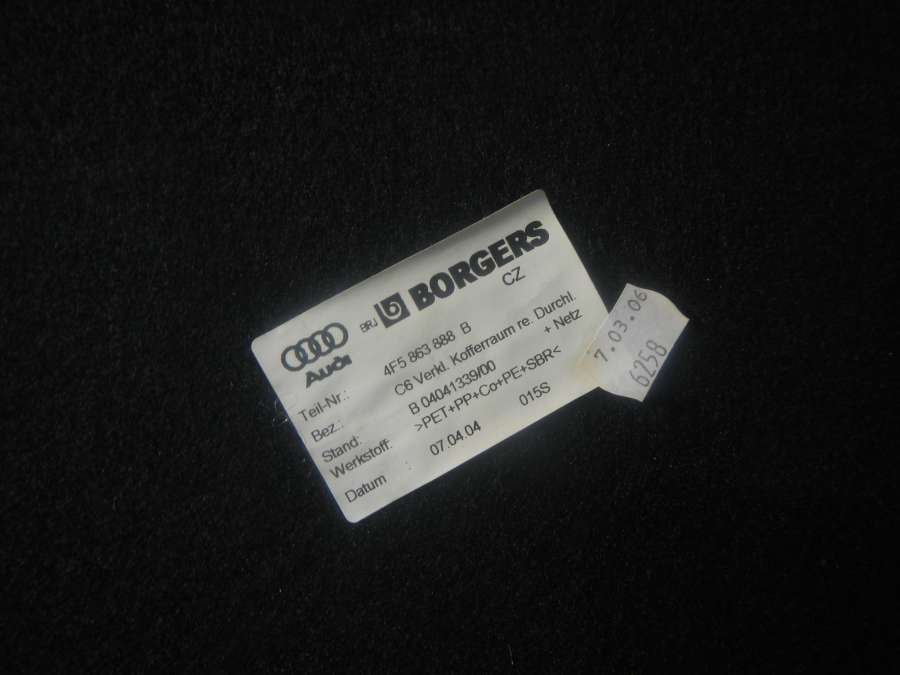 BRJ BORGERS
CZ
Audi
Teil-Nr.: 4F5 863 888 B
Bez.: C6 Verkl. Kofferraum re. Durchl.
+ Netz
Stand: B 04041339/00
Werkstoff: >PET+PP+Co+PE+SBR<
Datum : 07.04.04 015S
7.03.06
6258